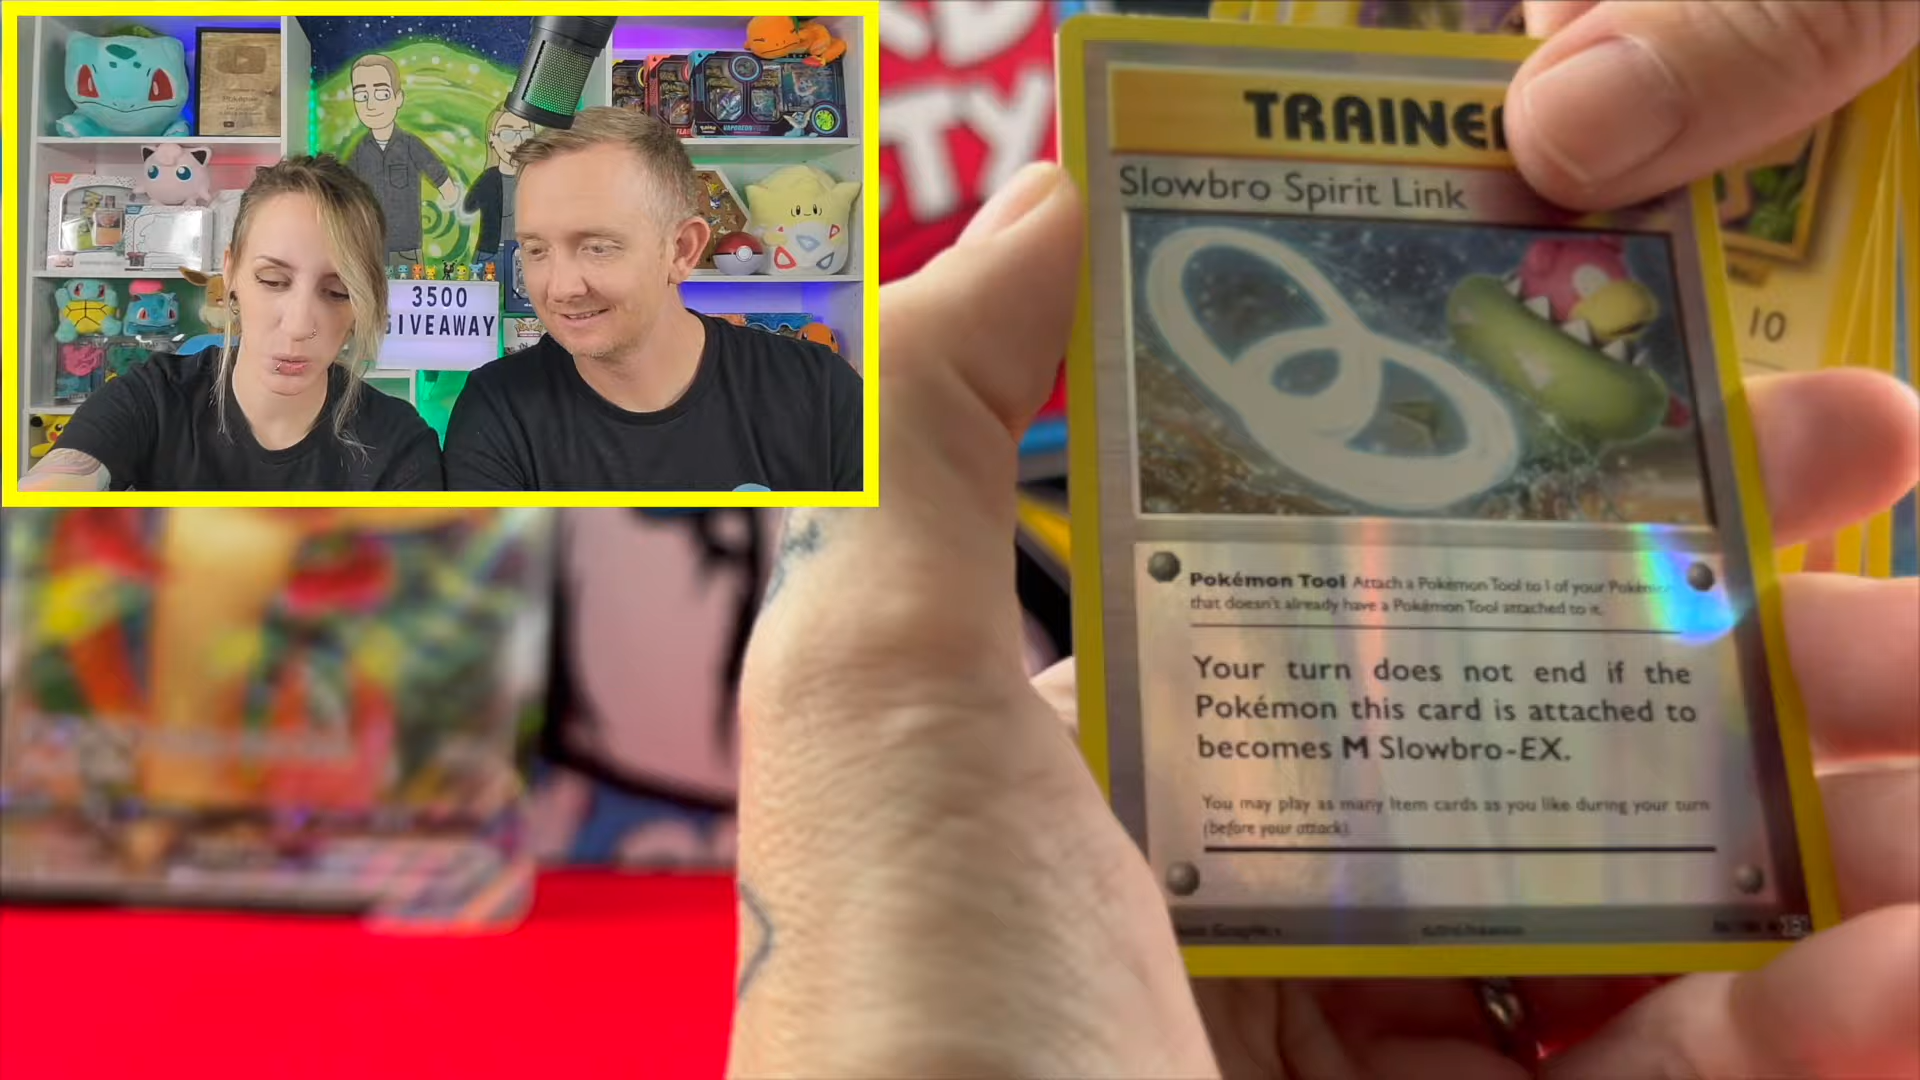 3500
GIVEAWAY
VAPOREON
TRAINER
Slowbro Spirit Link
10
Pokémon Tool Attach a Pokémon Tool to 1 of your Pokémon
that doesn't already have a Pokémon Tool attached to it.
Your turn does not end if the
Pokémon this card is attached to
becomes M Slowbro-EX.
You may play as many Item cards as you like during your turn
(before your attack).